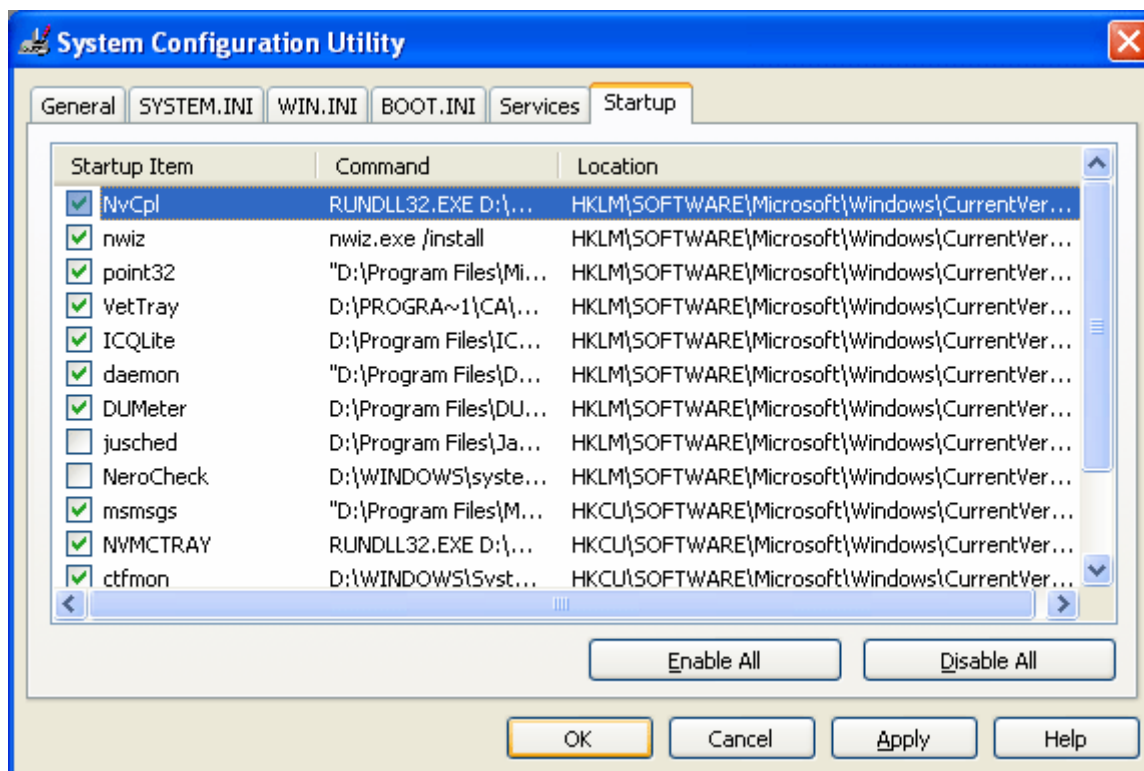 System Configuration Utility
General SYSTEM.INI WIN.INI BOOT.INI Services Startup
Startup Item Command Location
NvCpl RUNDLL32.EXE D:\... HKLM\SOFTWARE\Microsoft\Windows\CurrentVer...
nwiz nwiz.exe /install HKLM\SOFTWARE\Microsoft\Windows\CurrentVer...
point32 "D:\Program Files\Mi... HKLM\SOFTWARE\Microsoft\Windows\CurrentVer...
VetTray D:\PROGRA~1\CA\... HKLM\SOFTWARE\Microsoft\Windows\CurrentVer...
ICQLite D:\Program Files\IC... HKLM\SOFTWARE\Microsoft\Windows\CurrentVer...
daemon "D:\Program Files\D... HKLM\SOFTWARE\Microsoft\Windows\CurrentVer...
DUMeter D:\Program Files\DU... HKLM\SOFTWARE\Microsoft\Windows\CurrentVer...
jusched D:\Program Files\Ja... HKLM\SOFTWARE\Microsoft\Windows\CurrentVer...
NeroCheck D:\WINDOWS\syste... HKLM\SOFTWARE\Microsoft\Windows\CurrentVer...
msmsgs "D:\Program Files\M... HKCU\SOFTWARE\Microsoft\Windows\CurrentVer...
NVMCTRAY RUNDLL32.EXE D:\... HKCU\SOFTWARE\Microsoft\Windows\CurrentVer...
ctfmon D:\WINDOWS\Syst... HKCU\SOFTWARE\Microsoft\Windows\CurrentVer...
Enable All Disable All
OK Cancel Apply Help